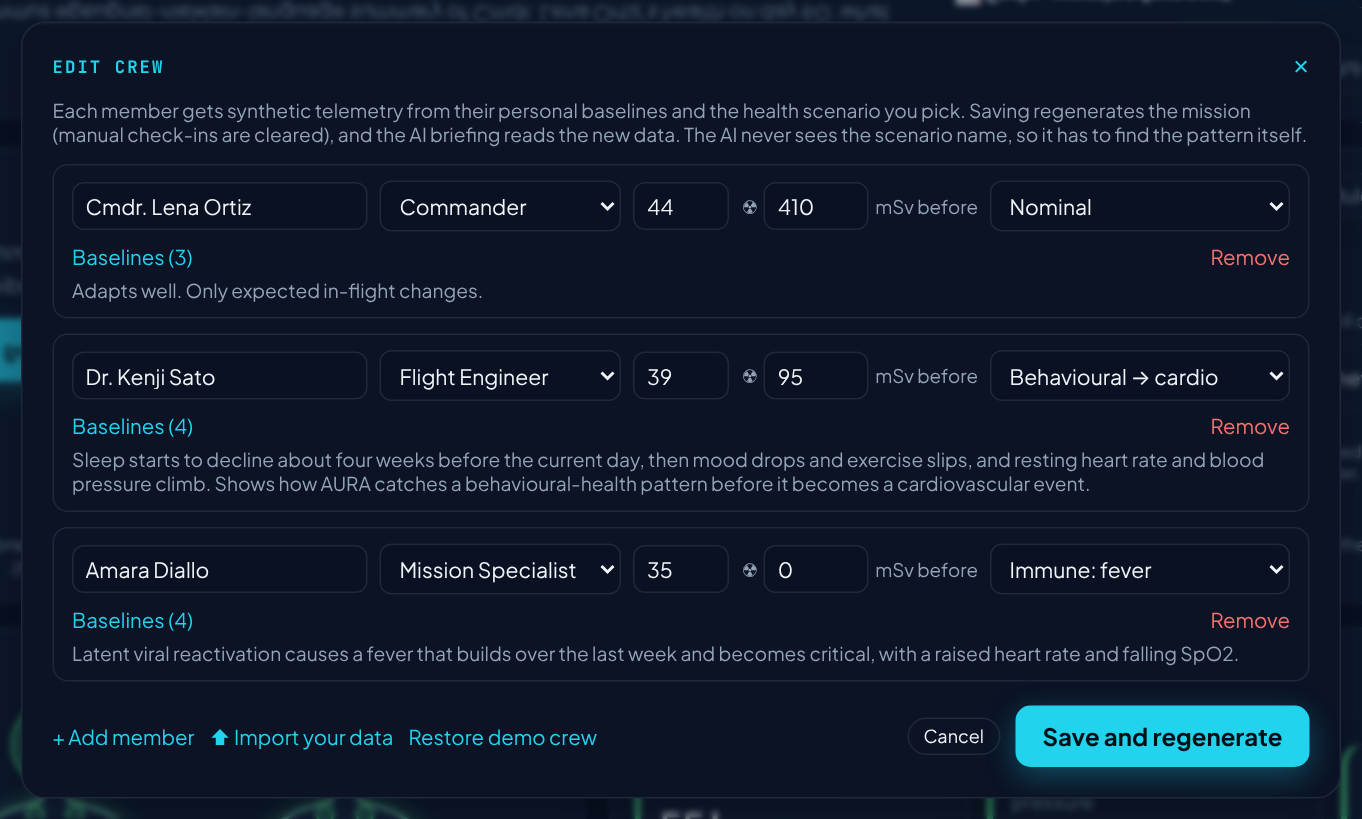 EDIT CREW ✕
Each member gets synthetic telemetry from their personal baselines and the health scenario you pick. Saving regenerates the mission
(manual check-ins are cleared), and the AI briefing reads the new data. The AI never sees the scenario name, so it has to find the pattern itself.
Cmdr. Lena Ortiz Commander 44 ☢ 410 mSv before Nominal
Baselines (3) Remove
Adapts well. Only expected in-flight changes.
Dr. Kenji Sato Flight Engineer 39 ☢ 95 mSv before Behavioural → cardio
Baselines (4) Remove
Sleep starts to decline about four weeks before the current day, then mood drops and exercise slips, and resting heart rate and blood
pressure climb. Shows how AURA catches a behavioural-health pattern before it becomes a cardiovascular event.
Amara Diallo Mission Specialist 35 ☢ 0 mSv before Immune: fever
Baselines (4) Remove
Latent viral reactivation causes a fever that builds over the last week and becomes critical, with a raised heart rate and falling SpO2.
+ Add member ⬆ Import your data Restore demo crew Cancel Save and regenerate
pressure